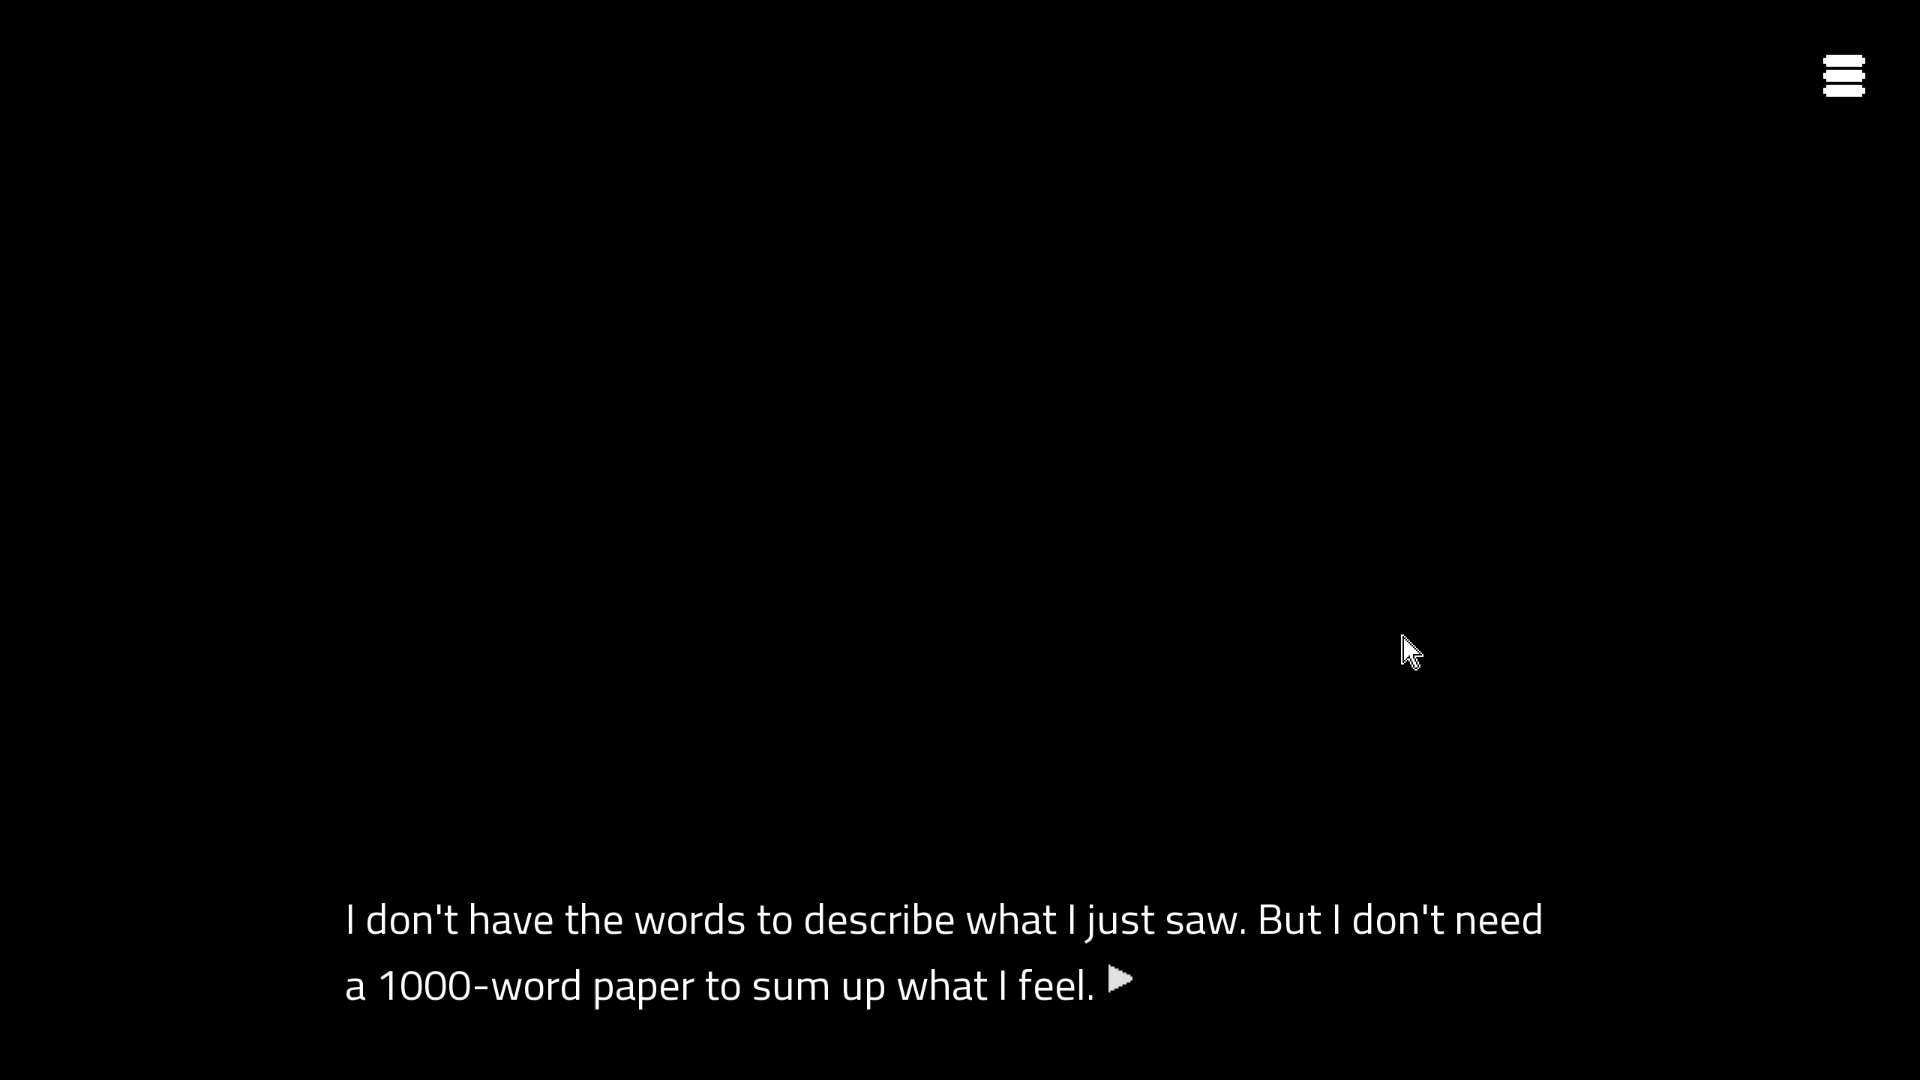 I don't have the words to describe what I just saw. But I don't need
a 1000-word paper to sum up what I feel.